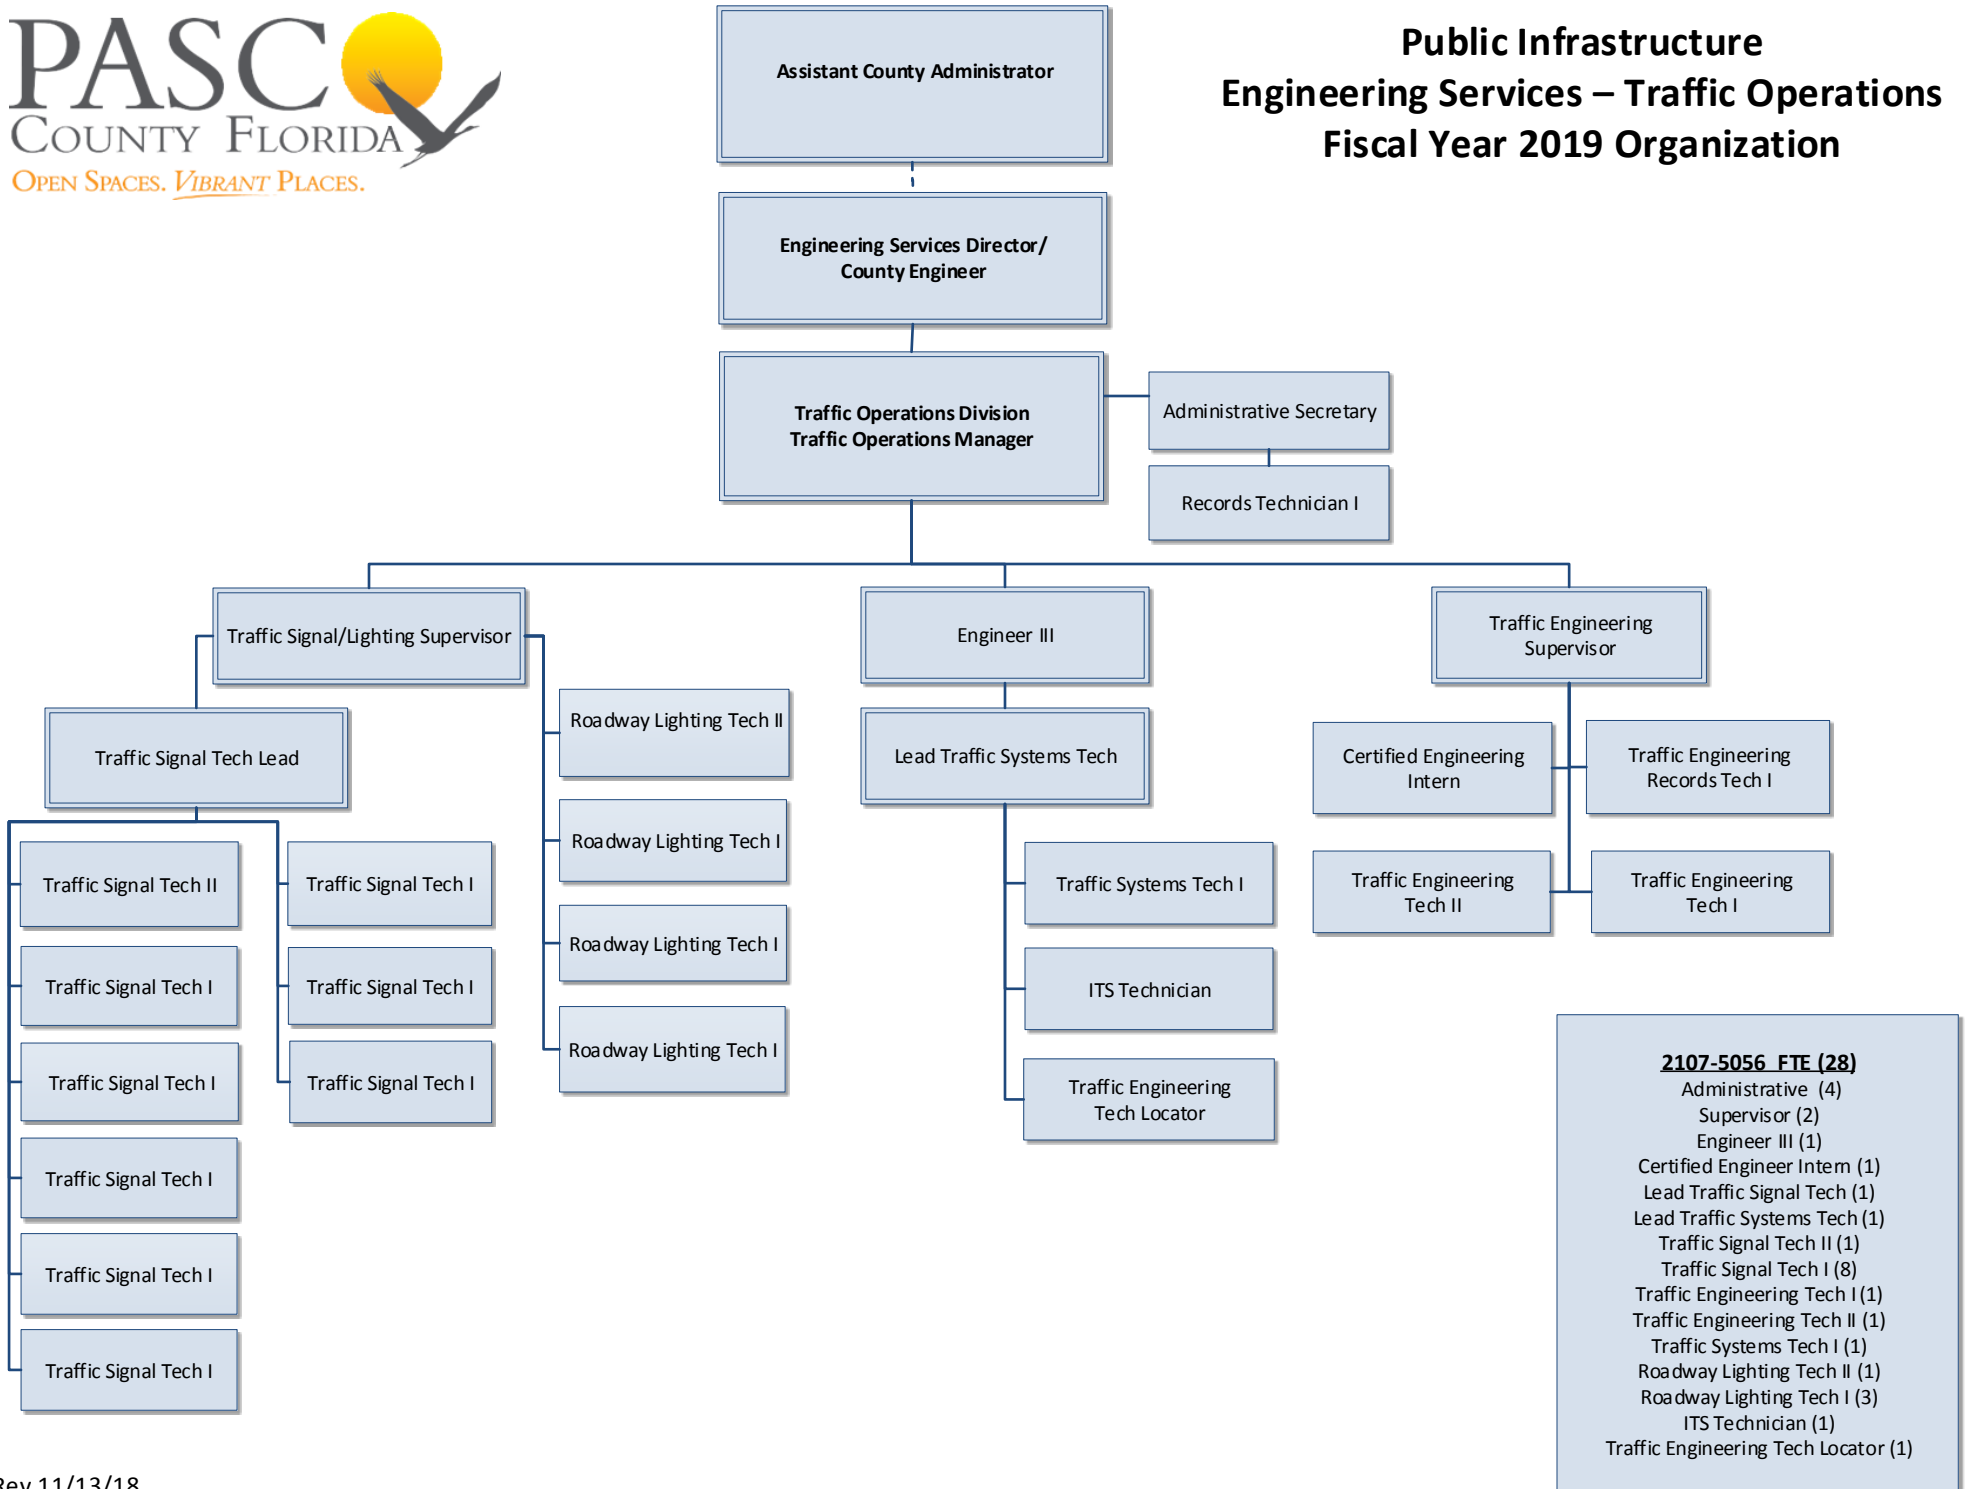 PASCO
COUNTY FLORIDA
OPEN SPACES. VIBRANT PLACES.
Public Infrastructure
Engineering Services – Traffic Operations
Fiscal Year 2019 Organization
Assistant County Administrator
Engineering Services Director/
County Engineer
Traffic Operations Division
Traffic Operations Manager
Administrative Secretary
Records Technician I
Traffic Signal/Lighting Supervisor
Engineer III
Traffic Engineering
Supervisor
Traffic Signal Tech Lead
Roadway Lighting Tech II
Roadway Lighting Tech I
Roadway Lighting Tech I
Roadway Lighting Tech I
Traffic Signal Tech II
Traffic Signal Tech I
Traffic Signal Tech I
Traffic Signal Tech I
Traffic Signal Tech I
Traffic Signal Tech I
Traffic Signal Tech I
Traffic Signal Tech I
Traffic Signal Tech I
Lead Traffic Systems Tech
Traffic Systems Tech I
ITS Technician
Traffic Engineering
Tech Locator
Certified Engineering
Intern
Traffic Engineering
Records Tech I
Traffic Engineering
Tech II
Traffic Engineering
Tech I
2107-5056 FTE (28)
Administrative (4)
Supervisor (2)
Engineer III (1)
Certified Engineer Intern (1)
Lead Traffic Signal Tech (1)
Lead Traffic Systems Tech (1)
Traffic Signal Tech II (1)
Traffic Signal Tech I (8)
Traffic Engineering Tech I (1)
Traffic Engineering Tech II (1)
Traffic Systems Tech I (1)
Roadway Lighting Tech II (1)
Roadway Lighting Tech I (3)
ITS Technician (1)
Traffic Engineering Tech Locator (1)
Rev 11/13/18